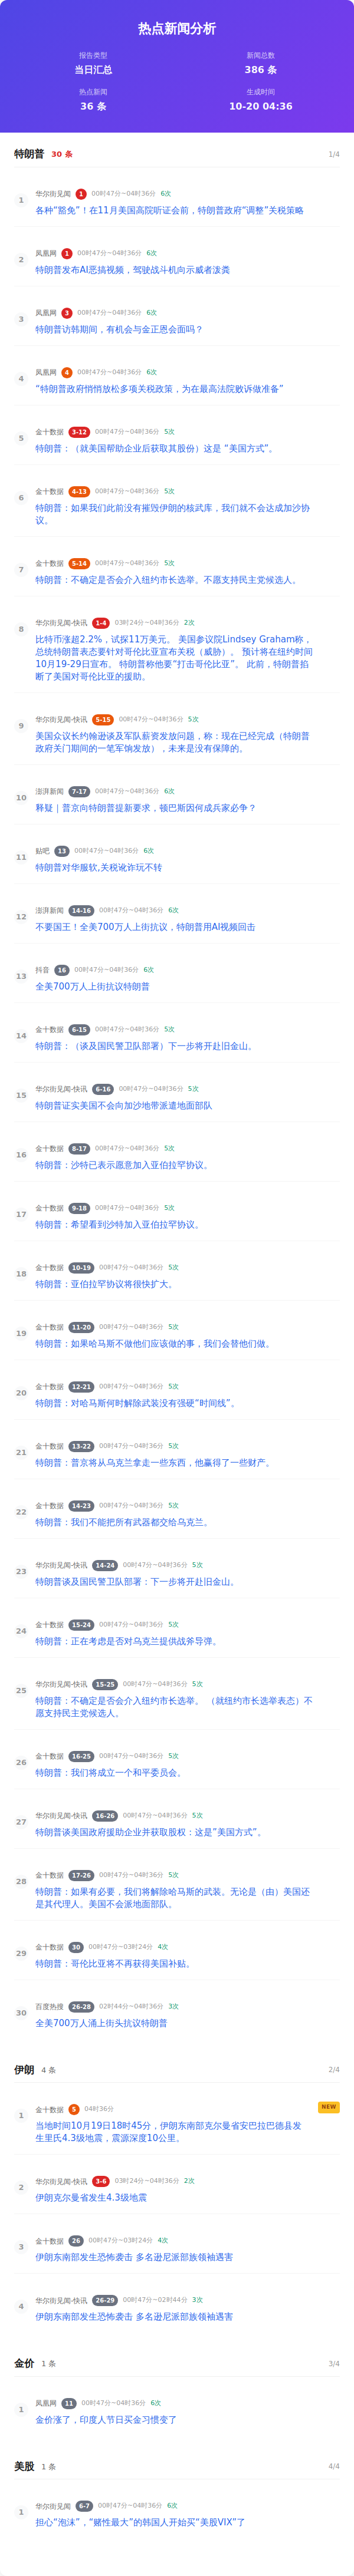 热点新闻分析
报告类型
当日汇总
新闻总数
386 条
热点新闻
36 条
生成时间
10-20 04:36
特朗普 30 条 1/4
1 华尔街见闻 1 00时47分~04时36分 6次
各种“豁免”！在11月美国高院听证会前，特朗普政府“调整”关税策略
2 凤凰网 1 00时47分~04时36分 6次
特朗普发布AI恶搞视频，驾驶战斗机向示威者泼粪
3 凤凰网 3 00时47分~04时36分 6次
特朗普访韩期间，有机会与金正恩会面吗？
4 凤凰网 4 00时47分~04时36分 6次
“特朗普政府悄悄放松多项关税政策，为在最高法院败诉做准备”
5 金十数据 3-12 00时47分~04时36分 5次
特朗普：（就美国帮助企业后获取其股份）这是 “美国方式”。
6 金十数据 4-13 00时47分~04时36分 5次
特朗普：如果我们此前没有摧毁伊朗的核武库，我们就不会达成加沙协
议。
7 金十数据 5-14 00时47分~04时36分 5次
特朗普：不确定是否会介入纽约市长选举。不愿支持民主党候选人。
8 华尔街见闻-快讯 1-4 03时24分~04时36分 2次
比特币涨超2.2%，试探11万美元。 美国参议院Lindsey Graham称，
总统特朗普表态要针对哥伦比亚宣布关税（威胁）。 预计将在纽约时间
10月19-29日宣布。 特朗普称他要“打击哥伦比亚”。 此前，特朗普掐
断了美国对哥伦比亚的援助。
9 华尔街见闻-快讯 5-15 00时47分~04时36分 5次
美国众议长约翰逊谈及军队薪资发放问题，称：现在已经完成（特朗普
政府关门期间的一笔军饷发放），未来是没有保障的。
10 澎湃新闻 7-17 00时47分~04时36分 6次
释疑｜普京向特朗普提新要求，顿巴斯因何成兵家必争？
11 贴吧 13 00时47分~04时36分 6次
特朗普对华服软,关税讹诈玩不转
12 澎湃新闻 14-16 00时47分~04时36分 6次
不要国王！全美700万人上街抗议，特朗普用AI视频回击
13 抖音 16 00时47分~04时36分 6次
全美700万人上街抗议特朗普
14 金十数据 6-15 00时47分~04时36分 5次
特朗普：（谈及国民警卫队部署）下一步将开赴旧金山。
15 华尔街见闻-快讯 6-16 00时47分~04时36分 5次
特朗普证实美国不会向加沙地带派遣地面部队
16 金十数据 8-17 00时47分~04时36分 5次
特朗普：沙特已表示愿意加入亚伯拉罕协议。
17 金十数据 9-18 00时47分~04时36分 5次
特朗普：希望看到沙特加入亚伯拉罕协议。
18 金十数据 10-19 00时47分~04时36分 5次
特朗普：亚伯拉罕协议将很快扩大。
19 金十数据 11-20 00时47分~04时36分 5次
特朗普：如果哈马斯不做他们应该做的事，我们会替他们做。
20 金十数据 12-21 00时47分~04时36分 5次
特朗普：对哈马斯何时解除武装没有强硬“时间线”。
21 金十数据 13-22 00时47分~04时36分 5次
特朗普：普京将从乌克兰拿走一些东西，他赢得了一些财产。
22 金十数据 14-23 00时47分~04时36分 5次
特朗普：我们不能把所有武器都交给乌克兰。
23 华尔街见闻-快讯 14-24 00时47分~04时36分 5次
特朗普谈及国民警卫队部署：下一步将开赴旧金山。
24 金十数据 15-24 00时47分~04时36分 5次
特朗普：正在考虑是否对乌克兰提供战斧导弹。
25 华尔街见闻-快讯 15-25 00时47分~04时36分 5次
特朗普：不确定是否会介入纽约市长选举。 （就纽约市长选举表态）不
愿支持民主党候选人。
26 金十数据 16-25 00时47分~04时36分 5次
特朗普：我们将成立一个和平委员会。
27 华尔街见闻-快讯 16-26 00时47分~04时36分 5次
特朗普谈美国政府援助企业并获取股权：这是“美国方式”。
28 金十数据 17-26 00时47分~04时36分 5次
特朗普：如果有必要，我们将解除哈马斯的武装。无论是（由）美国还
是其代理人。美国不会派地面部队。
29 金十数据 30 00时47分~03时24分 4次
特朗普：哥伦比亚将不再获得美国补贴。
30 百度热搜 26-28 02时44分~04时36分 3次
全美700万人涌上街头抗议特朗普
伊朗 4 条 2/4
1 金十数据 5 04时36分 NEW
当地时间10月19日18时45分，伊朗东南部克尔曼省安巴拉巴德县发
生里氏4.3级地震，震源深度10公里。
2 华尔街见闻-快讯 3-6 03时24分~04时36分 2次
伊朗克尔曼省发生4.3级地震
3 金十数据 26 00时47分~03时24分 4次
伊朗东南部发生恐怖袭击 多名逊尼派部族领袖遇害
4 华尔街见闻-快讯 26-29 00时47分~02时44分 3次
伊朗东南部发生恐怖袭击 多名逊尼派部族领袖遇害
金价 1 条 3/4
1 凤凰网 11 00时47分~04时36分 6次
金价涨了，印度人节日买金习惯变了
美股 1 条 4/4
1 华尔街见闻 6-7 00时47分~04时36分 6次
担心“泡沫”，“赌性最大”的韩国人开始买“美股VIX”了